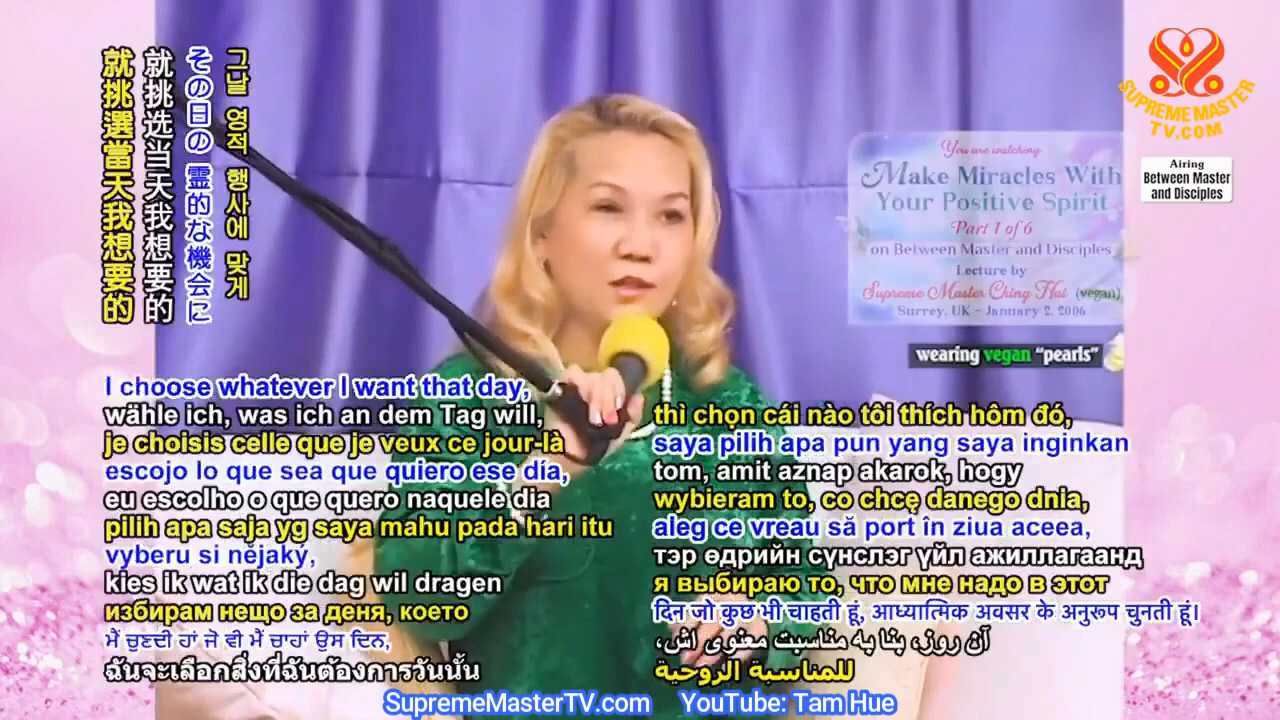 就挑選當天我想要的
就挑选当天我想要的
その日の 霊的な機会に
그날 영적 행사에 맞게
SUPREME MASTER
TV.COM
Airing
Between Master
and Disciples
You are watching
Make Miracles With
Your Positive Spirit
Part 1 of 6
on Between Master and Disciples
Lecture by
Supreme Master Ching Hai (vegan)
Surrey, UK - January 2, 2006
wearing vegan "pearls"
I choose whatever I want that day,
wähle ich, was ich an dem Tag will,
je choisis celle que je veux ce jour-là
escojo lo que sea que quiero ese día,
eu escolho o que quero naquele dia
pilih apa saja yg saya mahu pada hari itu
vyberu si nějaký,
kies ik wat ik die dag wil dragen
избирам нещо за деня, което
ਮੈਂ ਚੁਣਦੀ ਹਾਂ ਜੋ ਵੀ ਮੈਂ ਚਾਹਾਂ ਉਸ ਦਿਨ,
ฉันจะเลือกสิ่งที่ฉันต้องการวันนั้น
thì chọn cái nào tôi thích hôm đó,
saya pilih apa pun yang saya inginkan
tom, amit aznap akarok, hogy
wybieram to, co chcę danego dnia,
aleg ce vreau să port în ziua aceea,
тэр өдрийн сүнслэг үйл ажиллагаанд
я выбираю то, что мне надо в этот
दिन जो कुछ भी चाहती हूं, आध्यात्मिक अवसर के अनुरूप चुनती हूं।
آن روز، بنا به مناسبت معنوی اش،
للمناسبة الروحية
SupremeMasterTV.com YouTube: Tam Hue